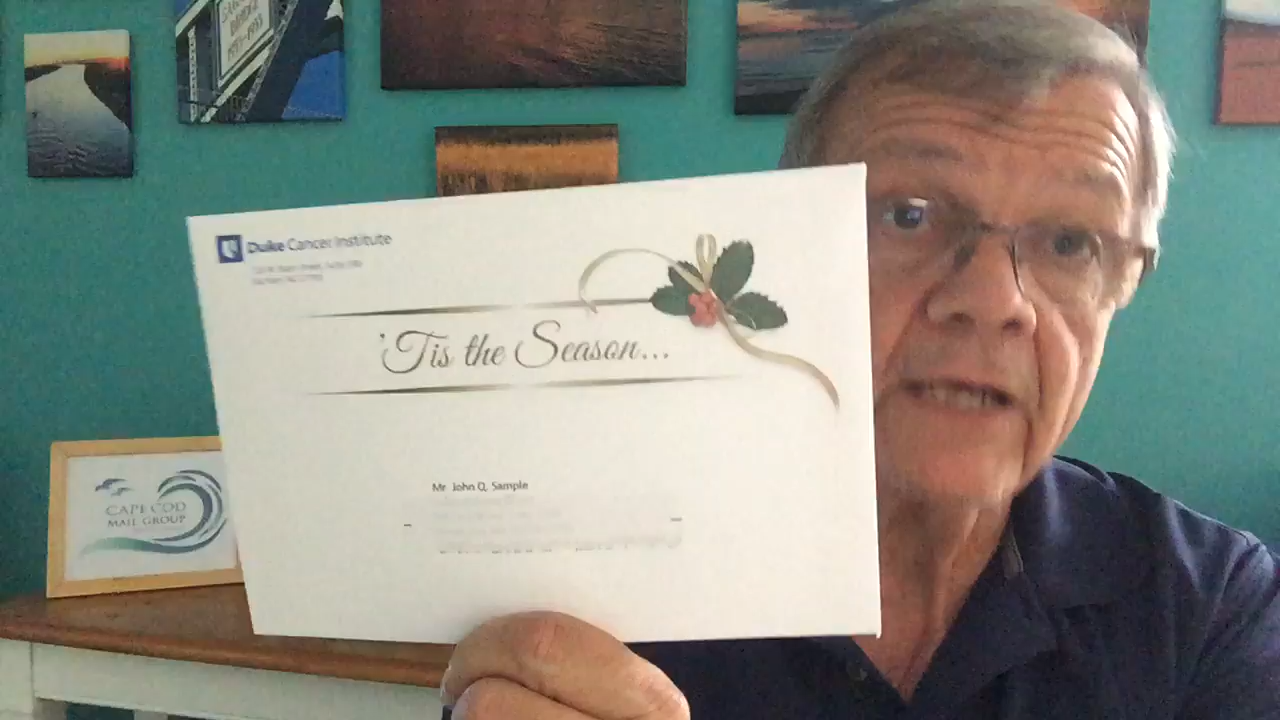 Duke Cancer Institute
'Tis the Season...
Mr John Q. Sample
CAPE COD
MAIL GROUP